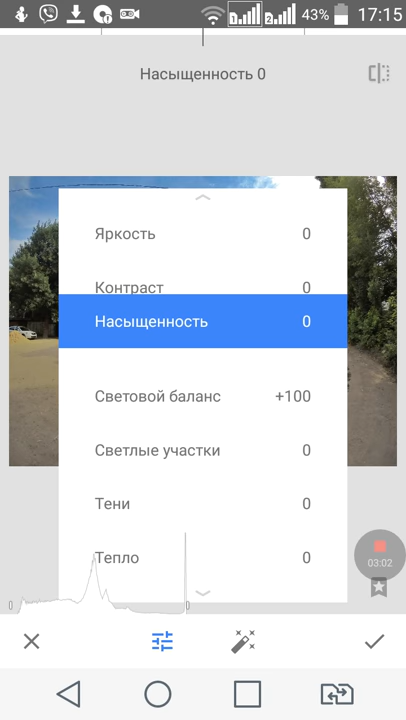 43% 17:15
Насыщенность 0
Яркость 0
Контраст 0
Насыщенность 0
Световой баланс +100
Светлые участки 0
Тени 0
Тепло 0
03:02